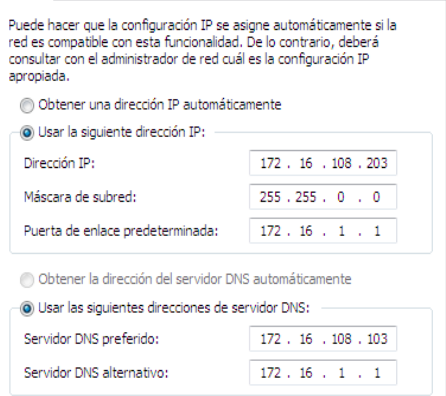 Puede hacer que la configuración IP se asigne automáticamente si la
red es compatible con esta funcionalidad. De lo contrario, deberá
consultar con el administrador de red cuál es la configuración IP
apropiada.
Obtener una dirección IP automáticamente
Usar la siguiente dirección IP:
Dirección IP: 172 . 16 . 108 . 203
Máscara de subred: 255 . 255 . 0 . 0
Puerta de enlace predeterminada: 172 . 16 . 1 . 1
Obtener la dirección del servidor DNS automáticamente
Usar las siguientes direcciones de servidor DNS:
Servidor DNS preferido: 172 . 16 . 108 . 103
Servidor DNS alternativo: 172 . 16 . 1 . 1